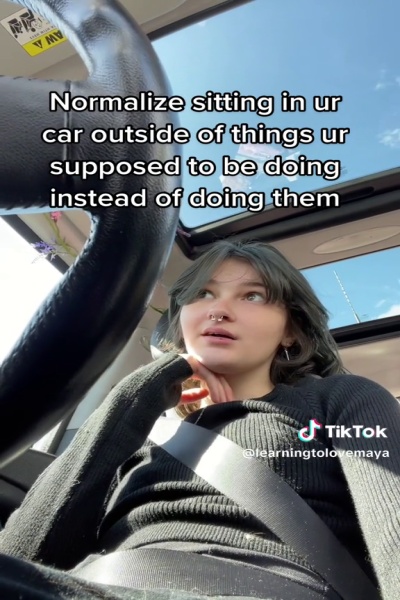 Normalize sitting in ur
car outside of things ur
supposed to be doing
instead of doing them
TikTok
@learningtolovemaya